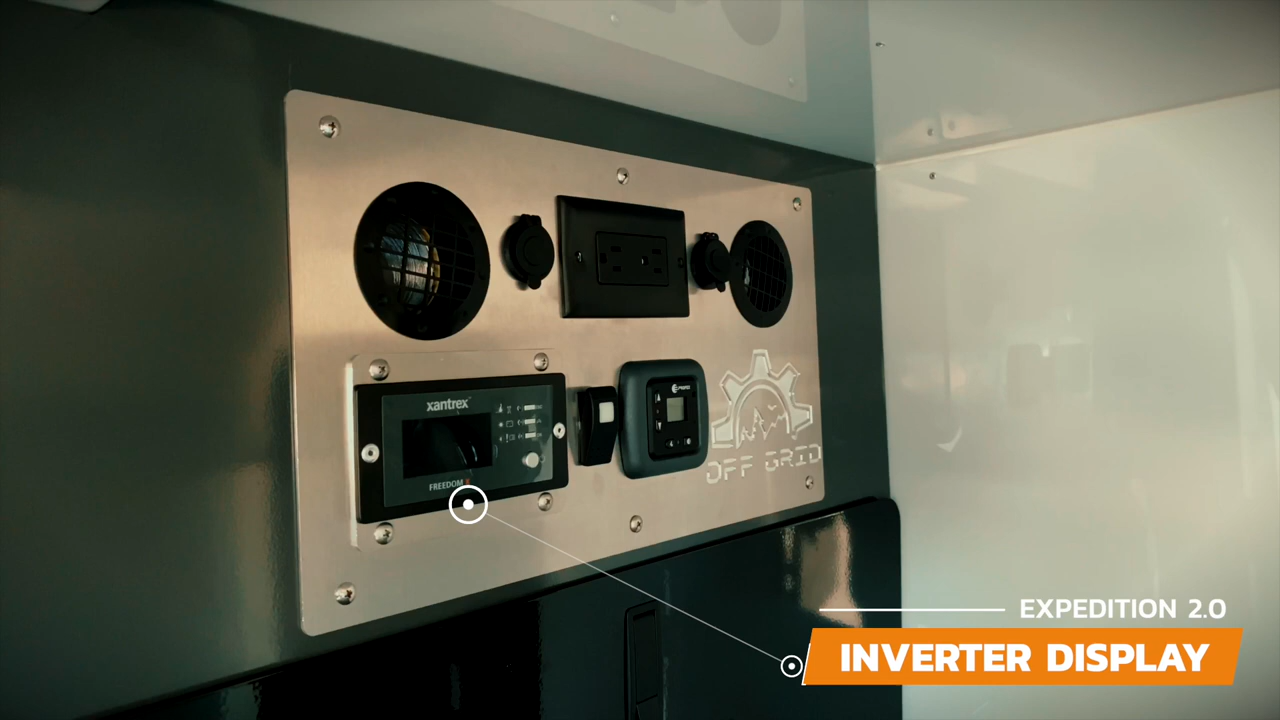 xantrex
FREEDOM
OFF GRID
EXPEDITION 2.0
INVERTER DISPLAY